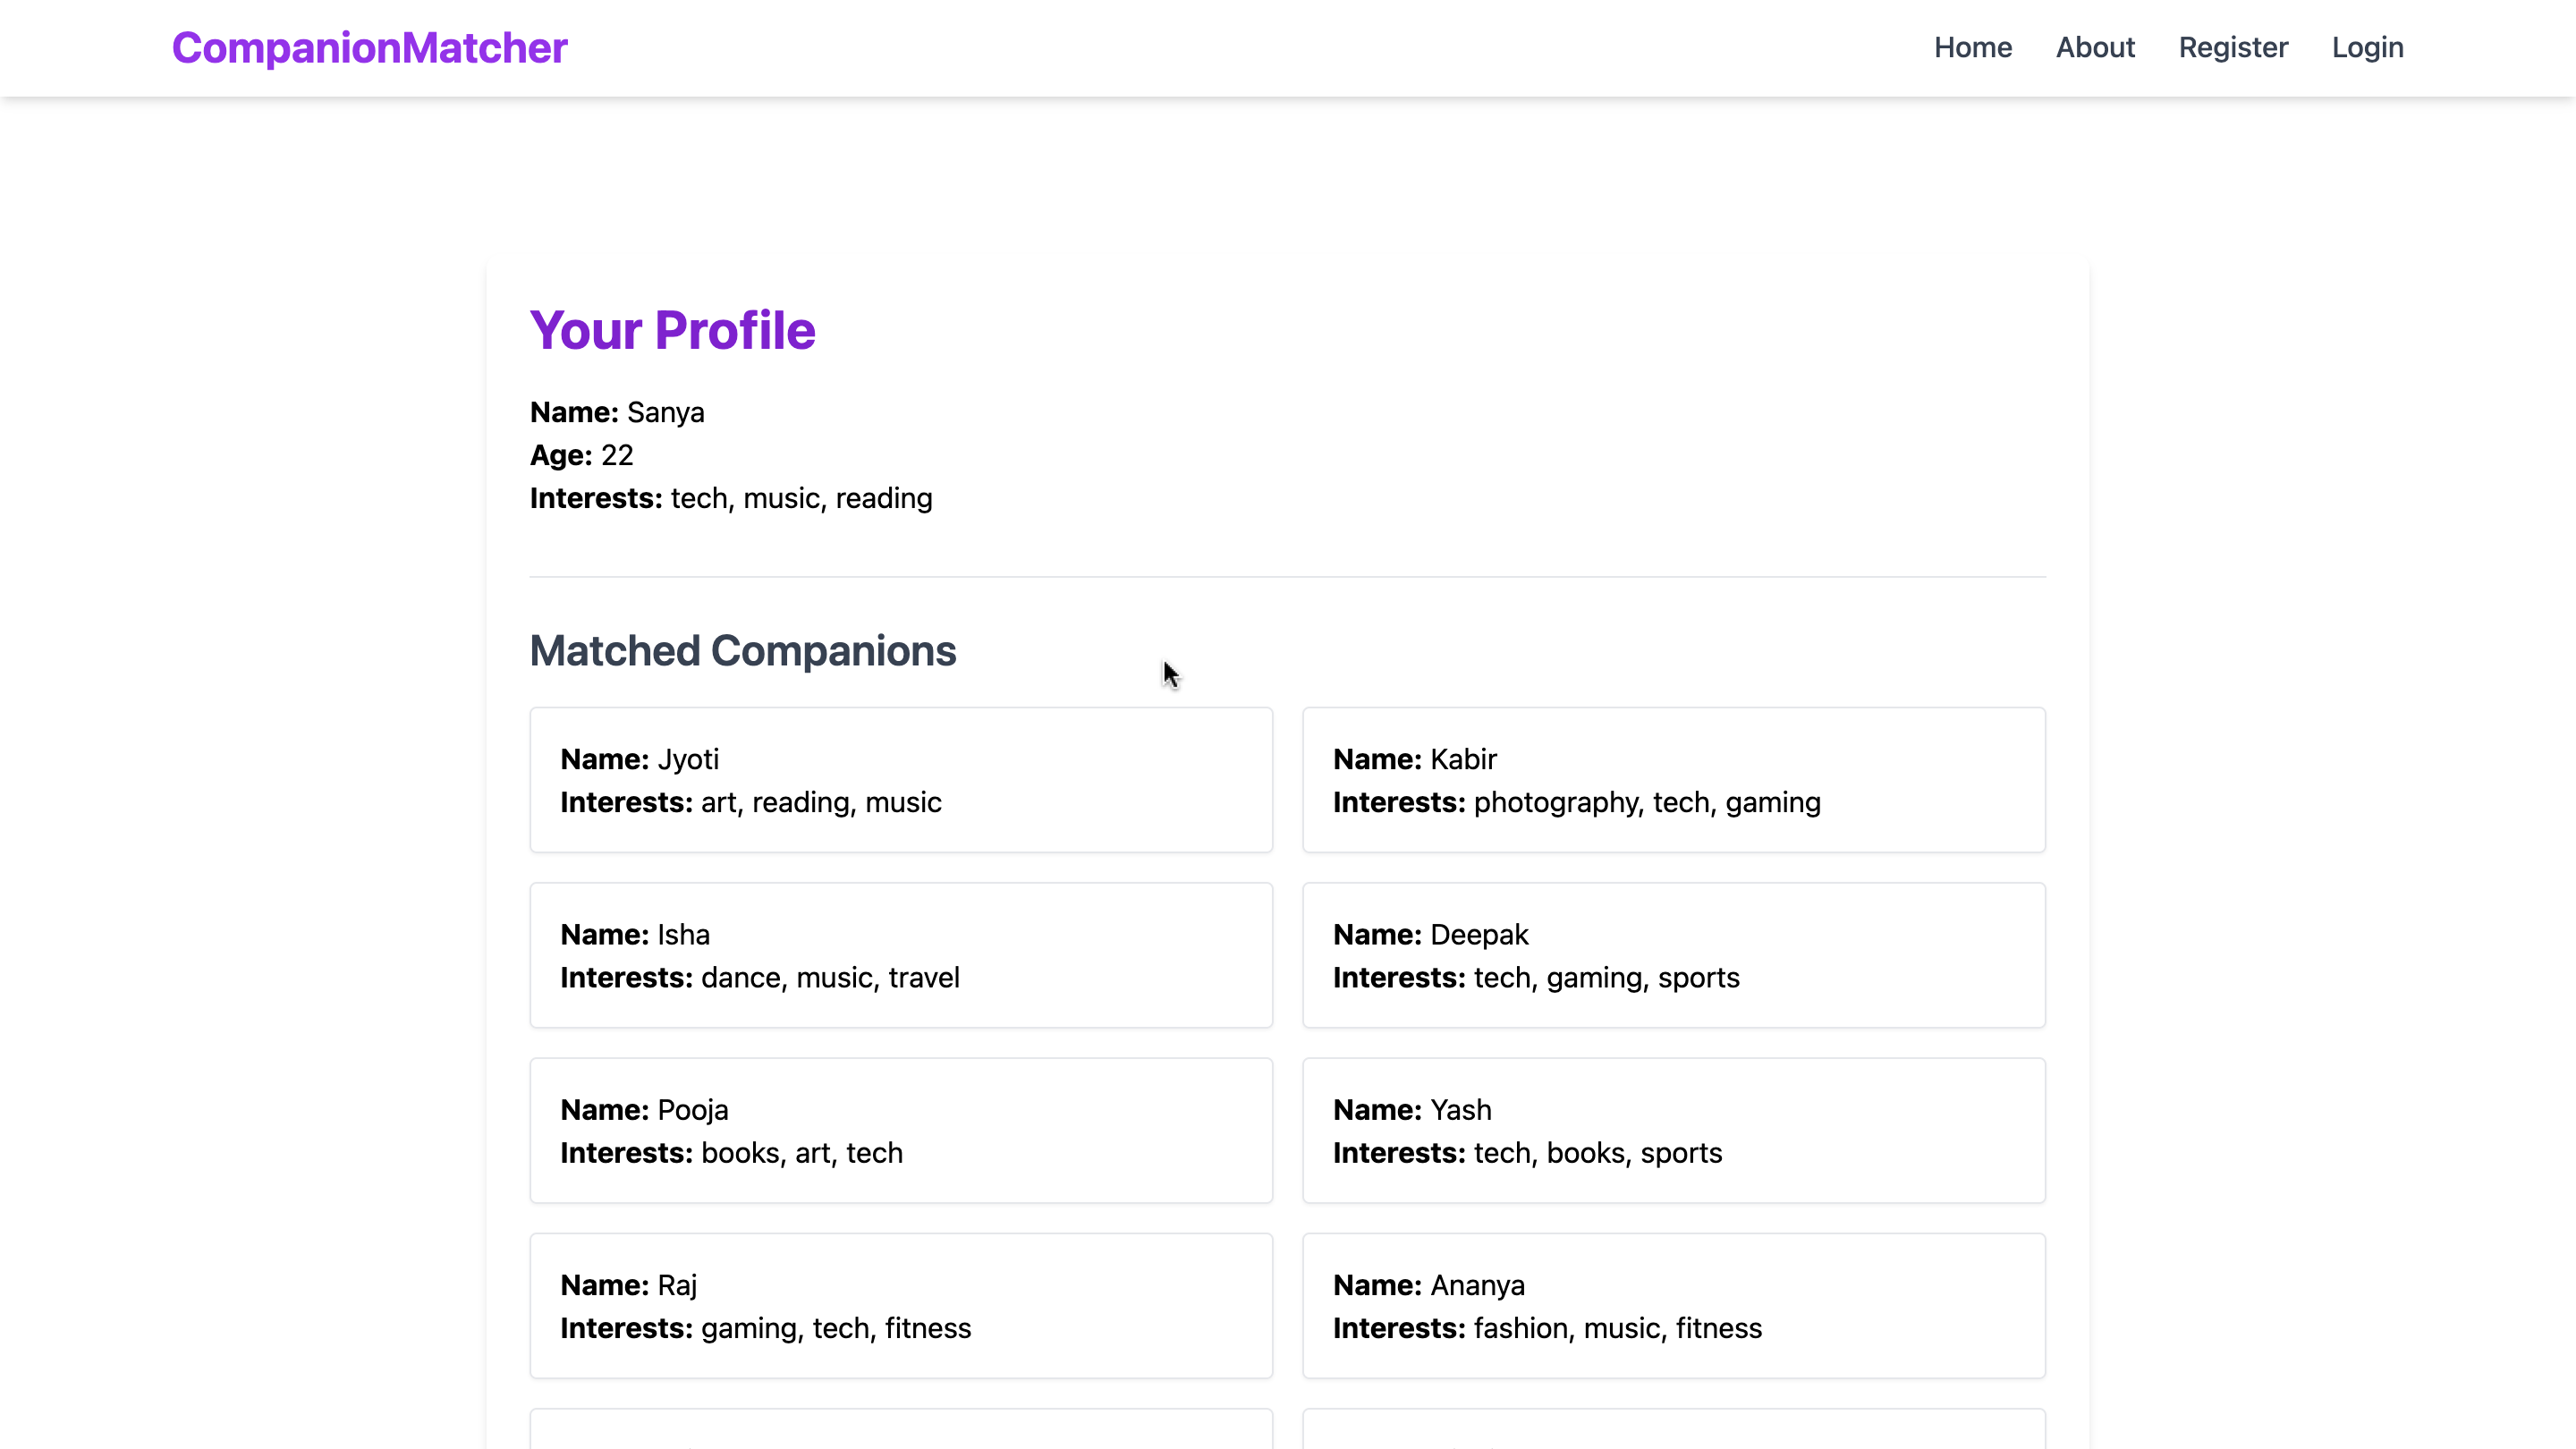 CompanionMatcher
Home
About
Register
Login
Your Profile
Name: Sanya
Age: 22
Interests: tech, music, reading
Matched Companions
Name: Jyoti
Interests: art, reading, music
Name: Kabir
Interests: photography, tech, gaming
Name: Isha
Interests: dance, music, travel
Name: Deepak
Interests: tech, gaming, sports
Name: Pooja
Interests: books, art, tech
Name: Yash
Interests: tech, books, sports
Name: Raj
Interests: gaming, tech, fitness
Name: Ananya
Interests: fashion, music, fitness